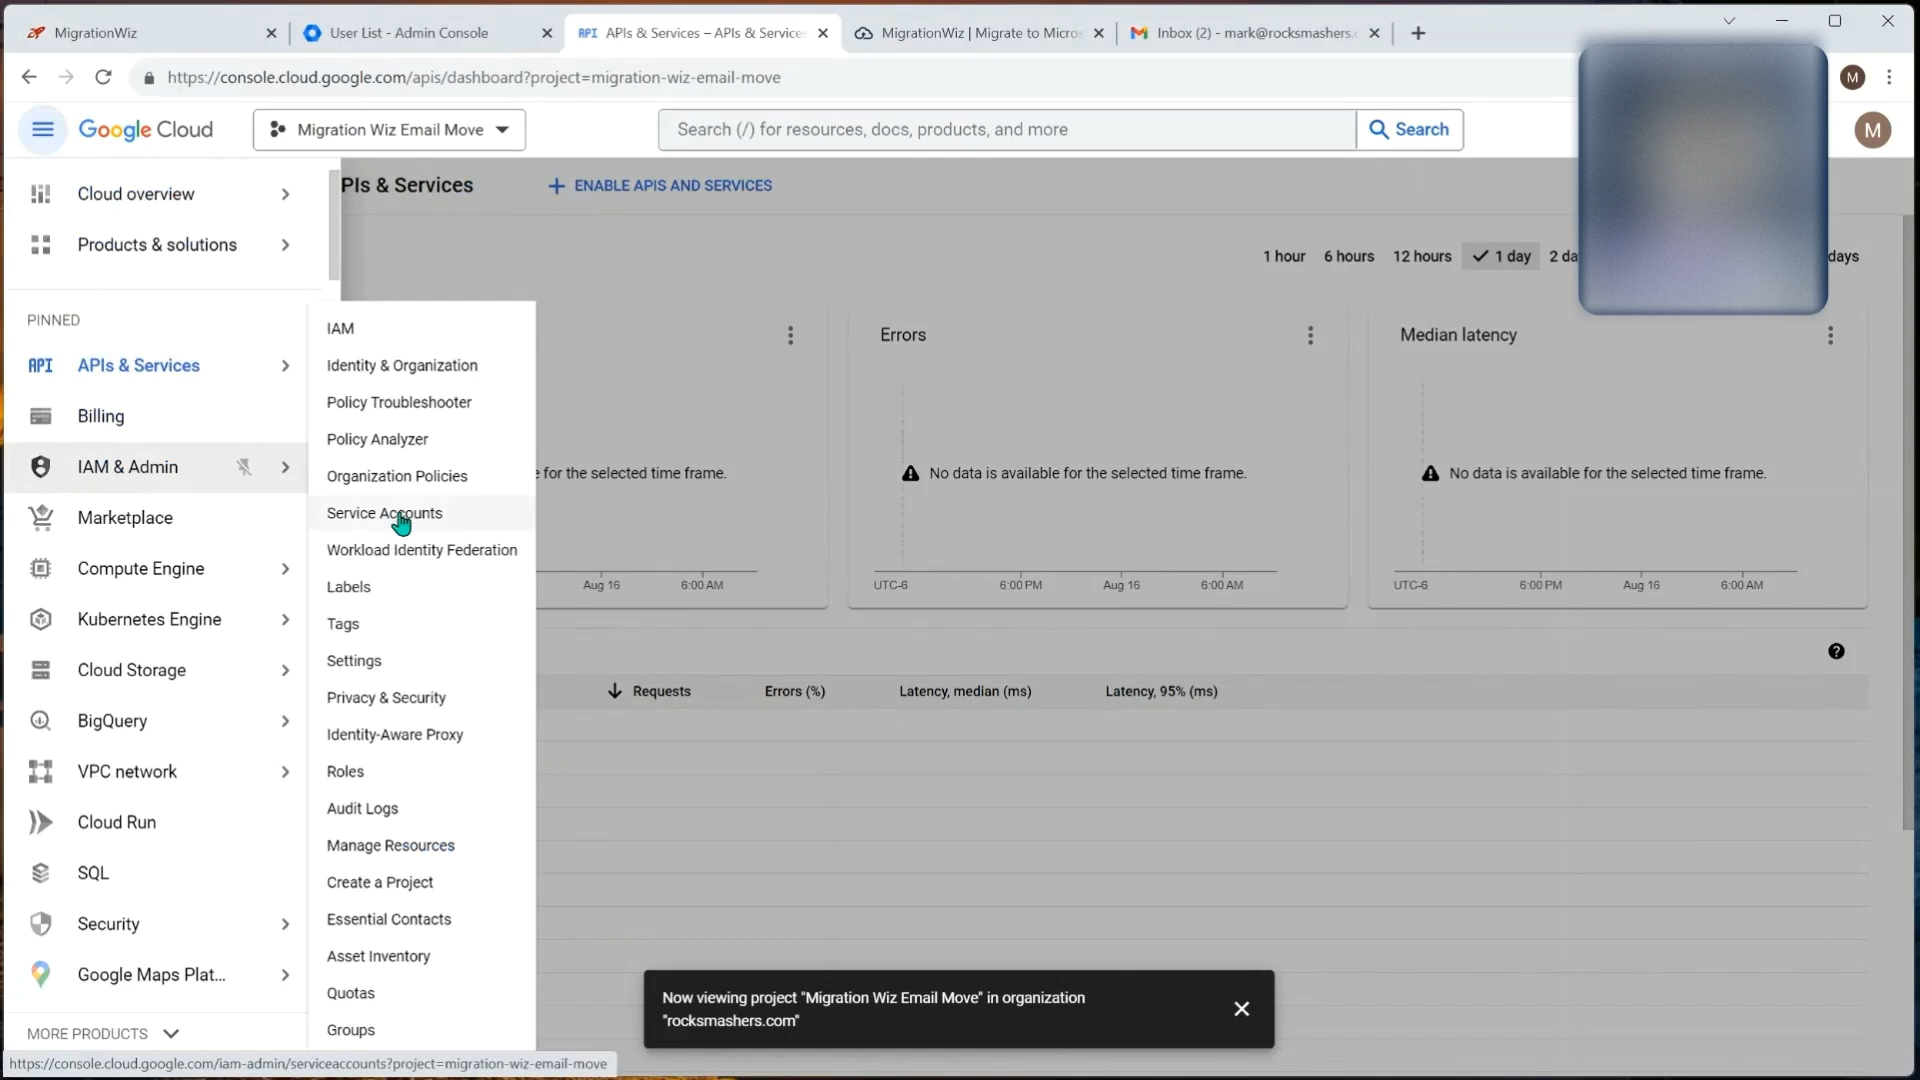 MigrationWiz
User List - Admin Console
API APIs & Services – APIs & Services
MigrationWiz | Migrate to Micros
Inbox (2) - mark@rocksmashers.
https://console.cloud.google.com/apis/dashboard?project=migration-wiz-email-move
M
Google Cloud
Migration Wiz Email Move
Search (/) for resources, docs, products, and more
Search
M
Cloud overview
Products & solutions
PIs & Services
ENABLE APIS AND SERVICES
1 hour
6 hours
12 hours
1 day
2 da
days
PINNED
API APIs & Services
Billing
IAM & Admin
Marketplace
Compute Engine
Kubernetes Engine
Cloud Storage
BigQuery
VPC network
Cloud Run
SQL
Security
Google Maps Plat...
MORE PRODUCTS
IAM
Identity & Organization
Policy Troubleshooter
Policy Analyzer
Organization Policies
Service Accounts
Workload Identity Federation
Labels
Tags
Settings
Privacy & Security
Identity-Aware Proxy
Roles
Audit Logs
Manage Resources
Create a Project
Essential Contacts
Asset Inventory
Quotas
Groups
e for the selected time frame.
Aug 16
6:00 AM
Errors
No data is available for the selected time frame.
UTC-6
6:00 PM
Aug 16
6:00 AM
Median latency
No data is available for the selected time frame.
UTC-6
6:00 PM
Aug 16
6:00 AM
Requests
Errors (%)
Latency, median (ms)
Latency, 95% (ms)
Now viewing project "Migration Wiz Email Move" in organization
"rocksmashers.com"
https://console.cloud.google.com/iam-admin/serviceaccounts?project=migration-wiz-email-move